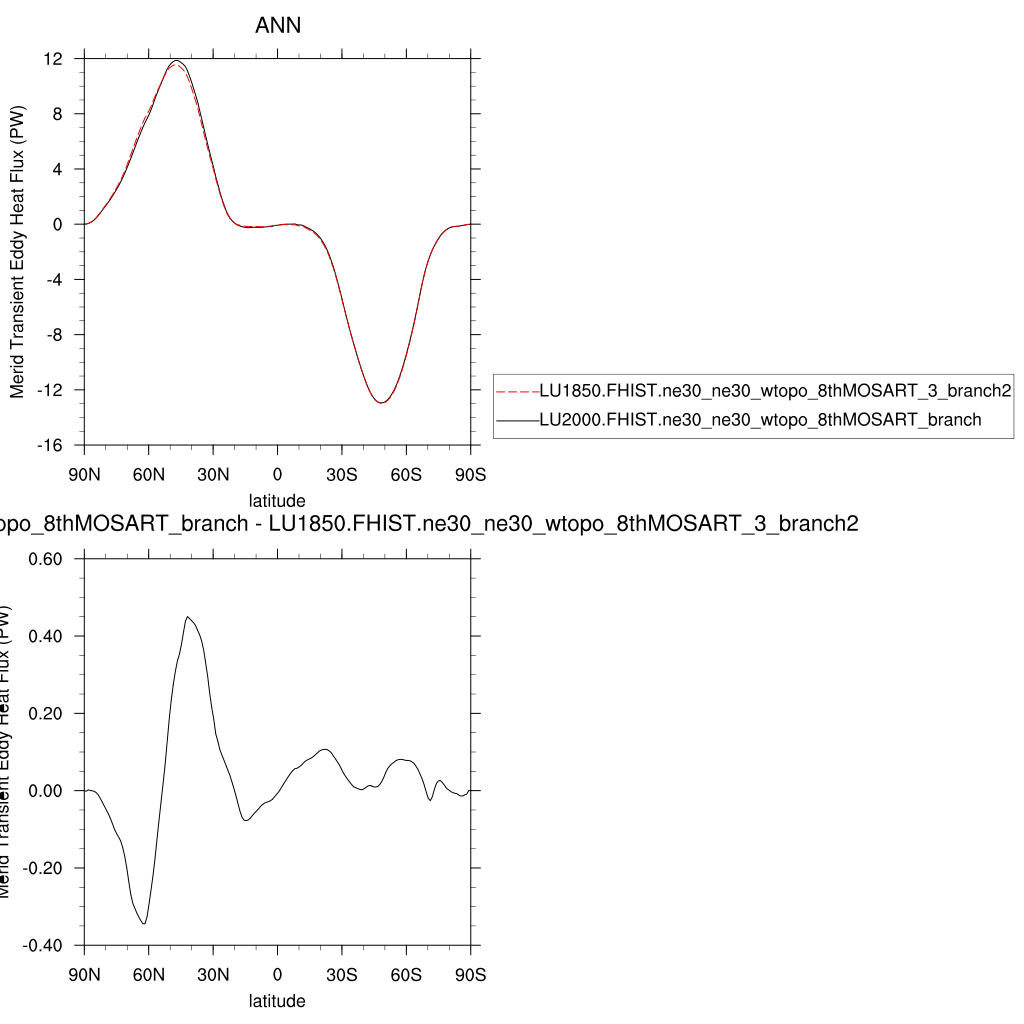 ANN
12
8
4
0
-4
-8
-12
-16
Merid Transient Eddy Heat Flux (PW)
90N 60N 30N 0 30S 60S 90S
latitude
LU1850.FHIST.ne30_ne30_wtopo_8thMOSART_3_branch2
LU2000.FHIST.ne30_ne30_wtopo_8thMOSART_branch
opo_8thMOSART_branch - LU1850.FHIST.ne30_ne30_wtopo_8thMOSART_3_branch2
0.60
0.40
0.20
0.00
-0.20
-0.40
Merid Transient Eddy Heat Flux (PW)
90N 60N 30N 0 30S 60S 90S
latitude